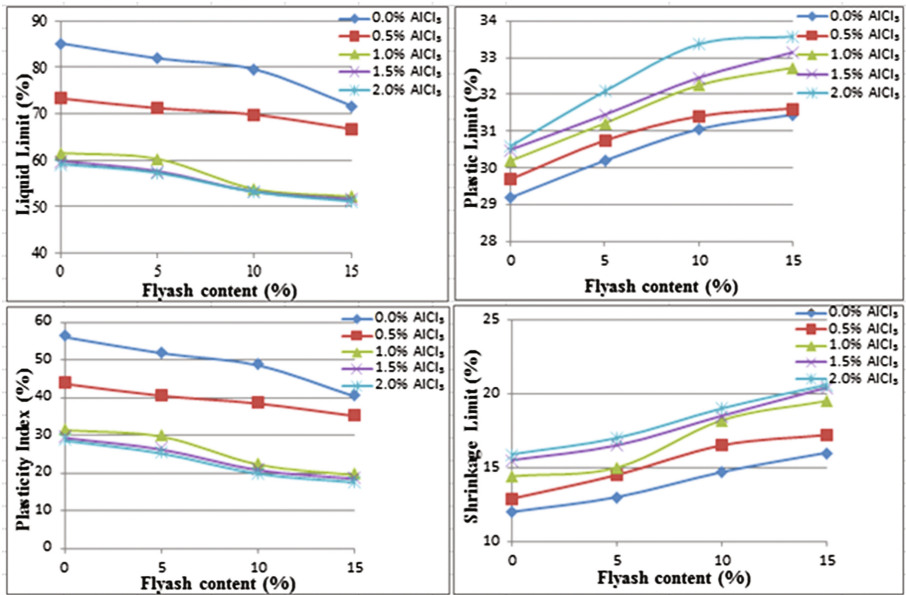 90
80
70
60
50
40
0 5 10 15
Liquid Limit (%)
Flyash content (%)
0.0% AlCl₃
0.5% AlCl₃
1.0% AlCl₃
1.5% AlCl₃
2.0% AlCl₃
34
33
32
31
30
29
28
0 5 10 15
Plastic Limit (%)
Flyash content (%)
0.0% AlCl₃
0.5% AlCl₃
1.0% AlCl₃
1.5% AlCl₃
2.0% AlCl₃
60
50
40
30
20
10
0
0 5 10 15
Plasticity Index (%)
Flyash content (%)
0.0% AlCl₃
0.5% AlCl₃
1.0% AlCl₃
1.5% AlCl₃
2.0% AlCl₃
25
20
15
10
0 5 10 15
Shrinkage Limit (%)
Flyash content (%)
0.0% AlCl₃
0.5% AlCl₃
1.0% AlCl₃
1.5% AlCl₃
2.0% AlCl₃